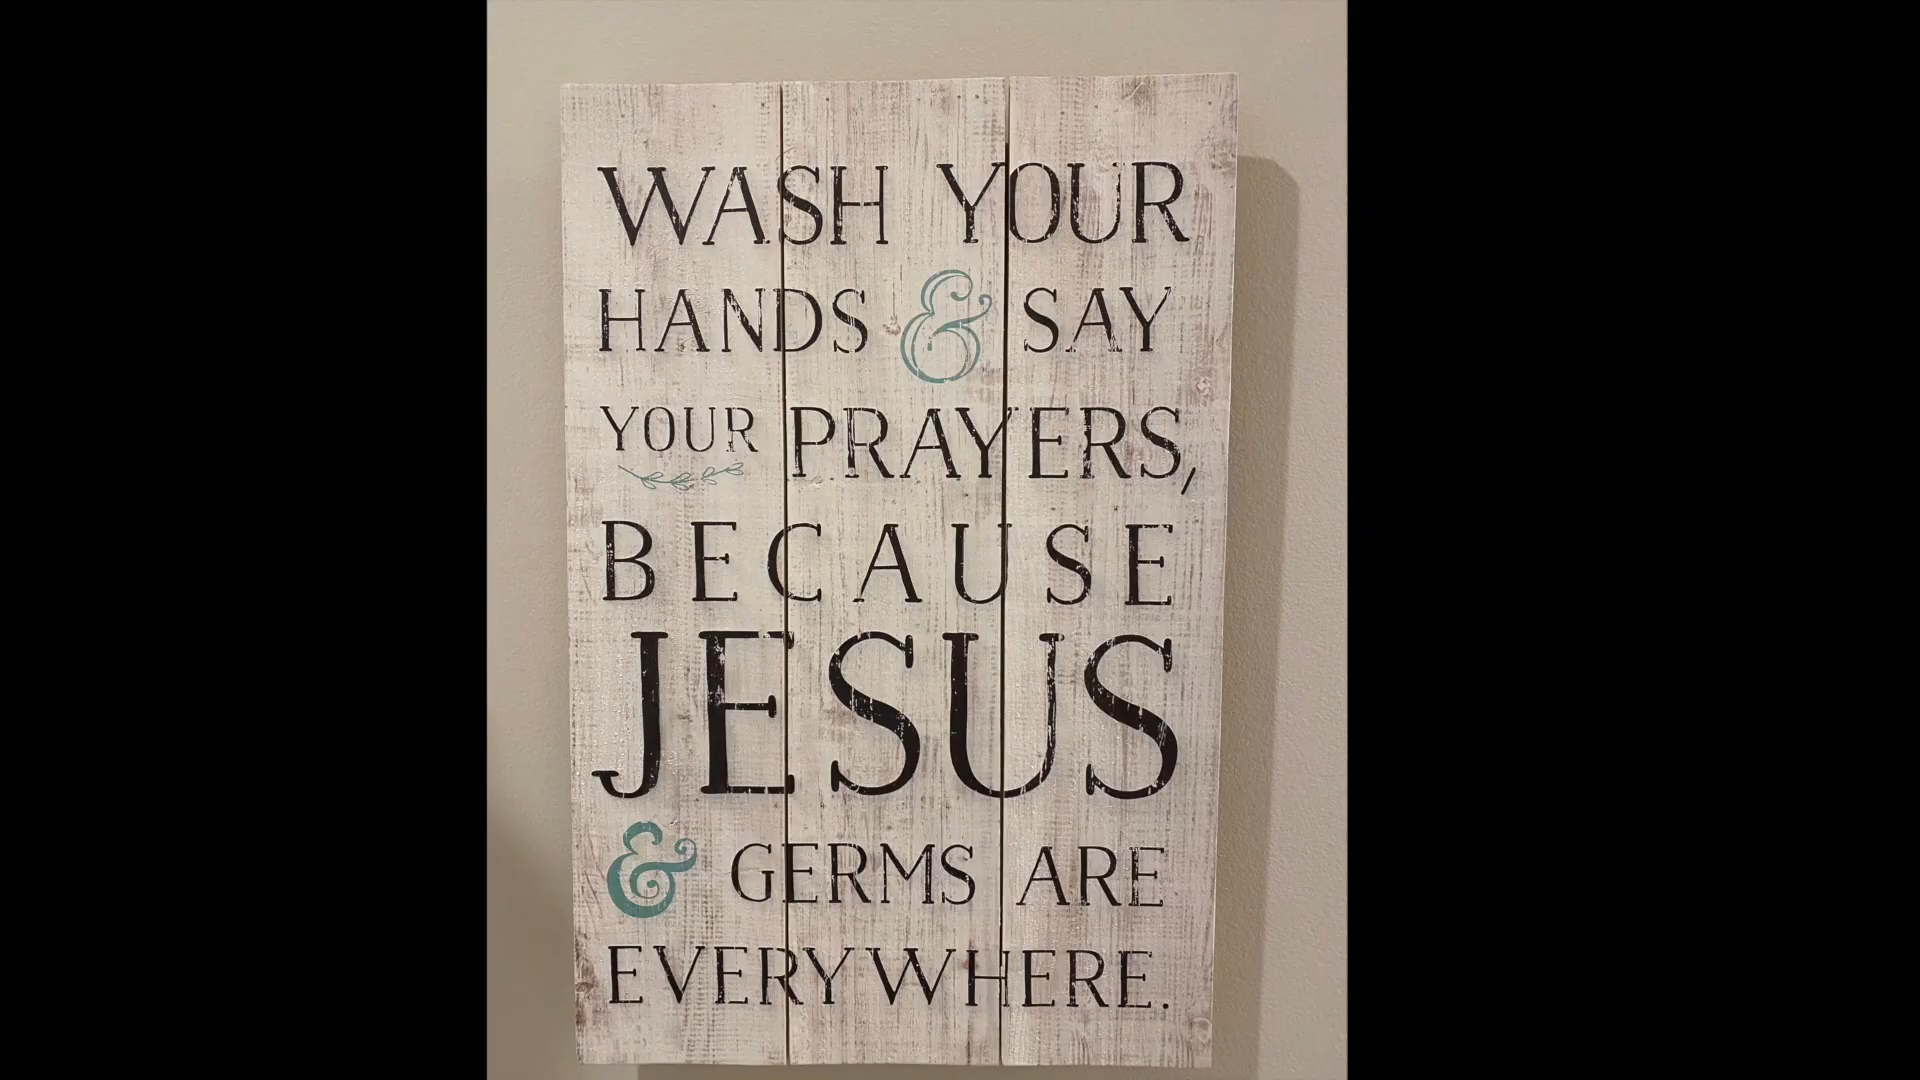 WASH YOUR
HANDS & SAY
YOUR PRAYERS,
BECAUSE
JESUS
& GERMS ARE
EVERYWHERE.